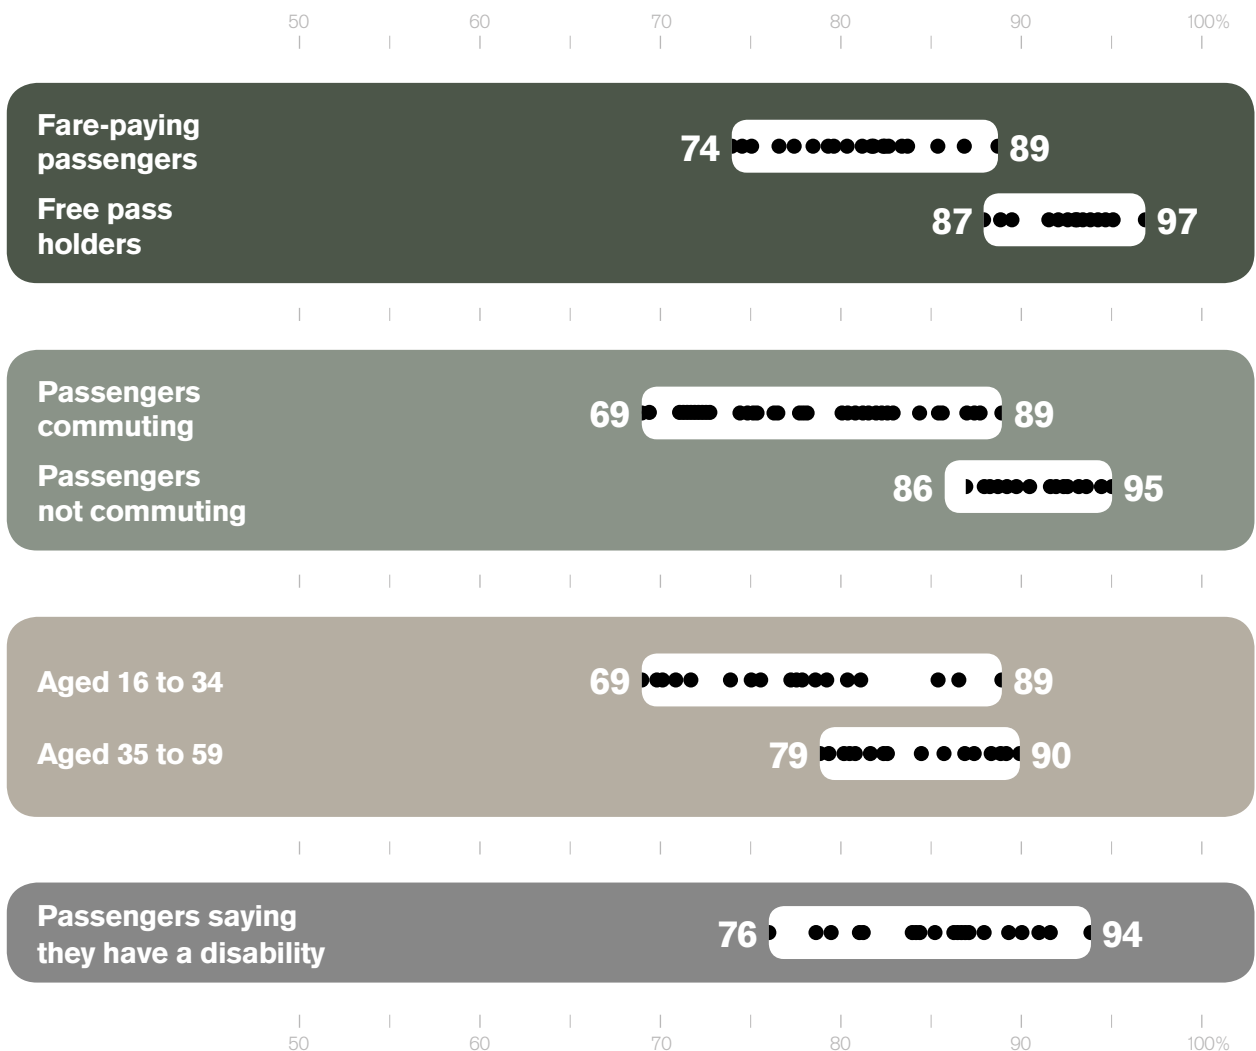 50 60 70 80 90 100%
Fare-paying
passengers
74 89
Free pass
holders
87 97
Passengers
commuting
69 89
Passengers
not commuting
86 95
Aged 16 to 34
69 89
Aged 35 to 59
79 90
Passengers saying
they have a disability
76 94
50 60 70 80 90 100%